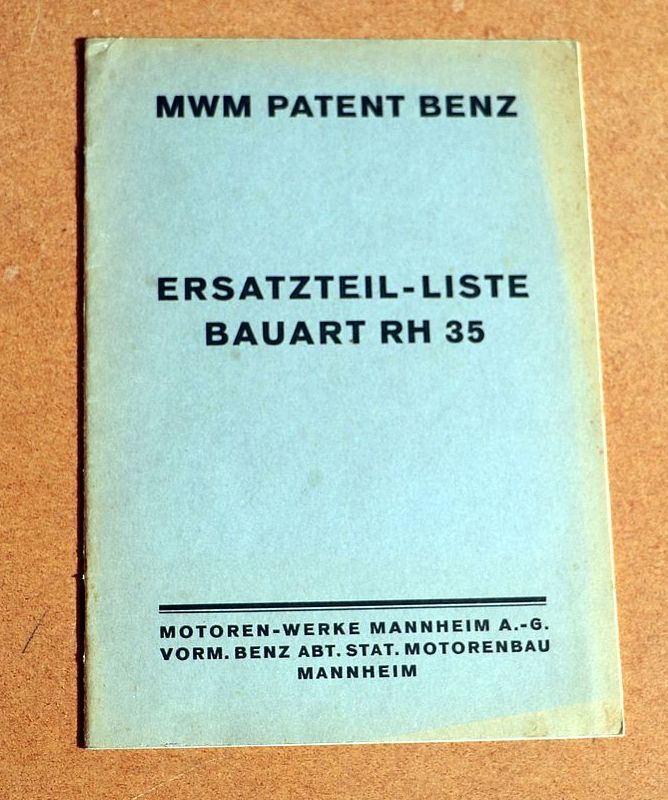 MWM PATENT BENZ
ERSATZTEIL-LISTE
BAUART RH 35
MOTOREN-WERKE MANNHEIM A.-G.
VORM. BENZ ABT. STAT. MOTORENBAU
MANNHEIM